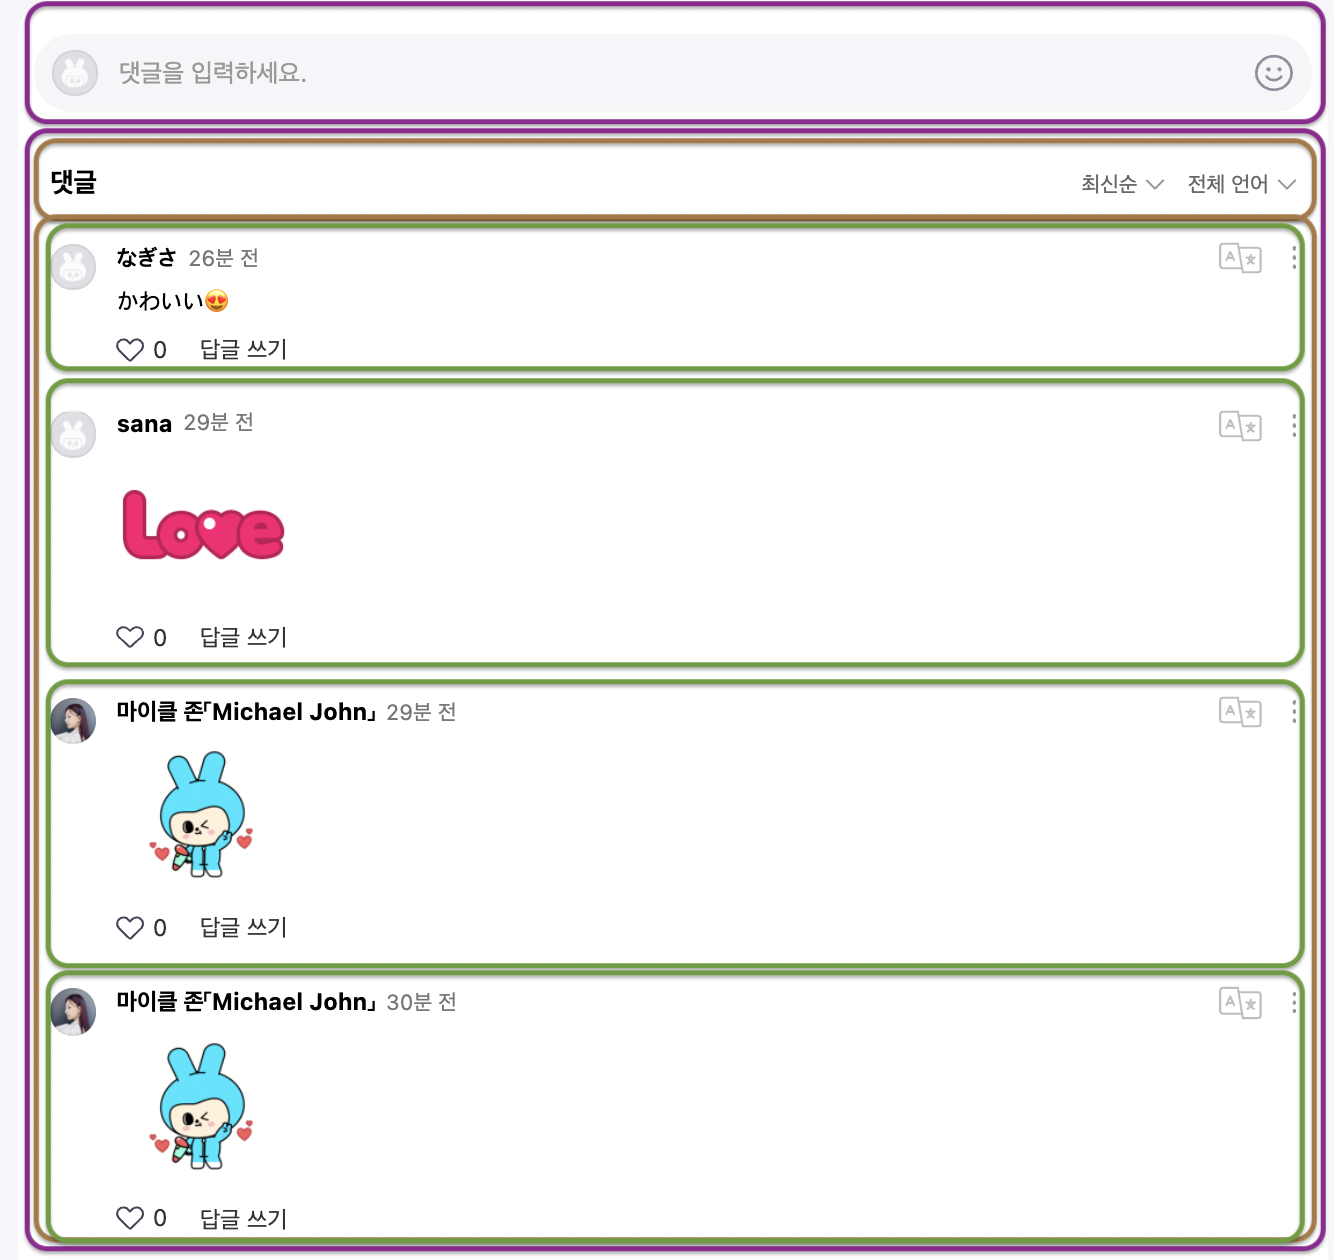 댓글을 입력하세요.
댓글 최신순 전체 언어
なぎさ 26분 전
かわいい😍
0 답글 쓰기
sana 29분 전
Love
0 답글 쓰기
마이클 존「Michael John」 29분 전
0 답글 쓰기
마이클 존「Michael John」 30분 전
0 답글 쓰기